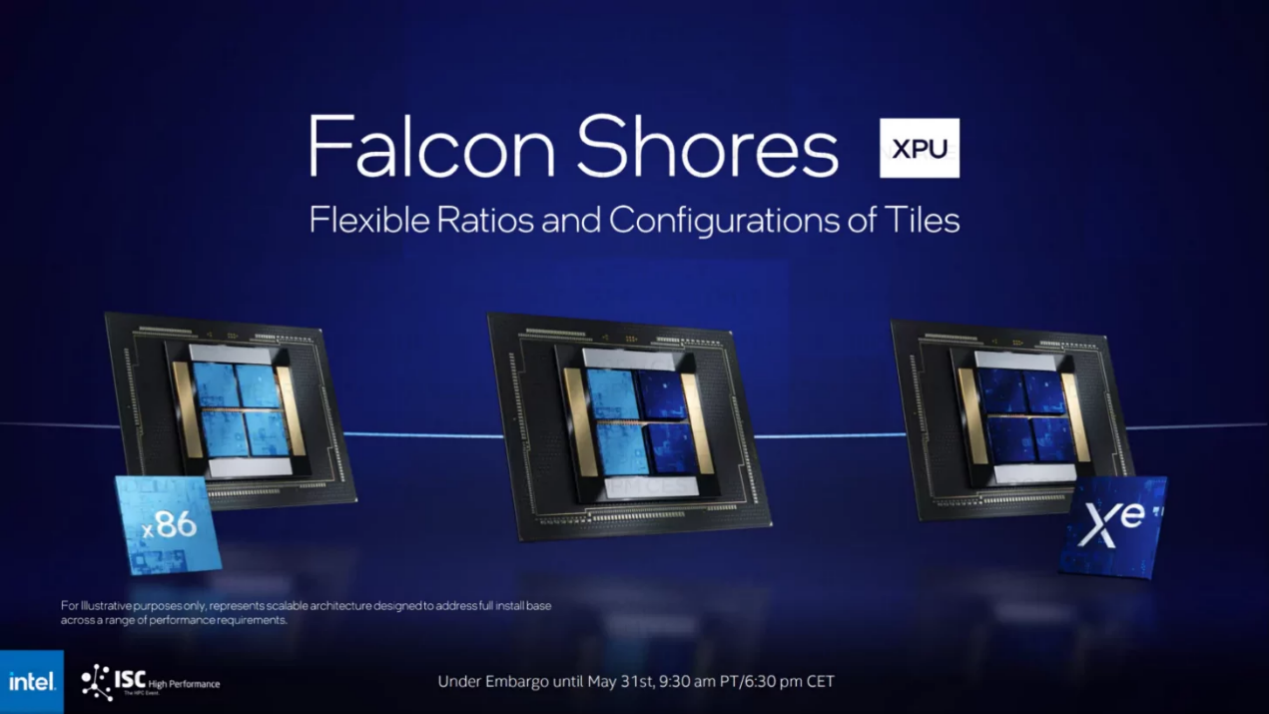 Falcon Shores XPU
Flexible Ratios and Configurations of Tiles
x86
Xe
For Illustrative purposes only, represents scalable architecture designed to address full install base
across a range of performance requirements.
intel.
ISC High Performance
The HPC Event.
Under Embargo until May 31st, 9:30 am PT/6:30 pm CET